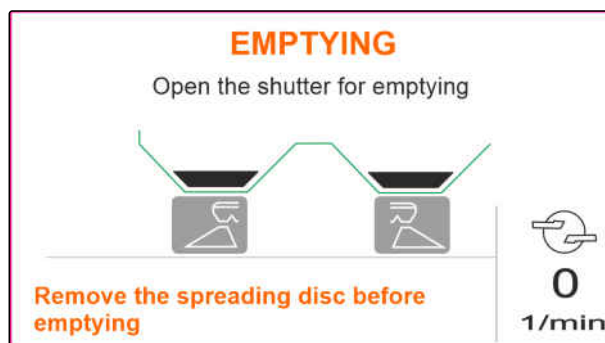 EMPTYING
Open the shutter for emptying
Remove the spreading disc before
emptying
0
1/min